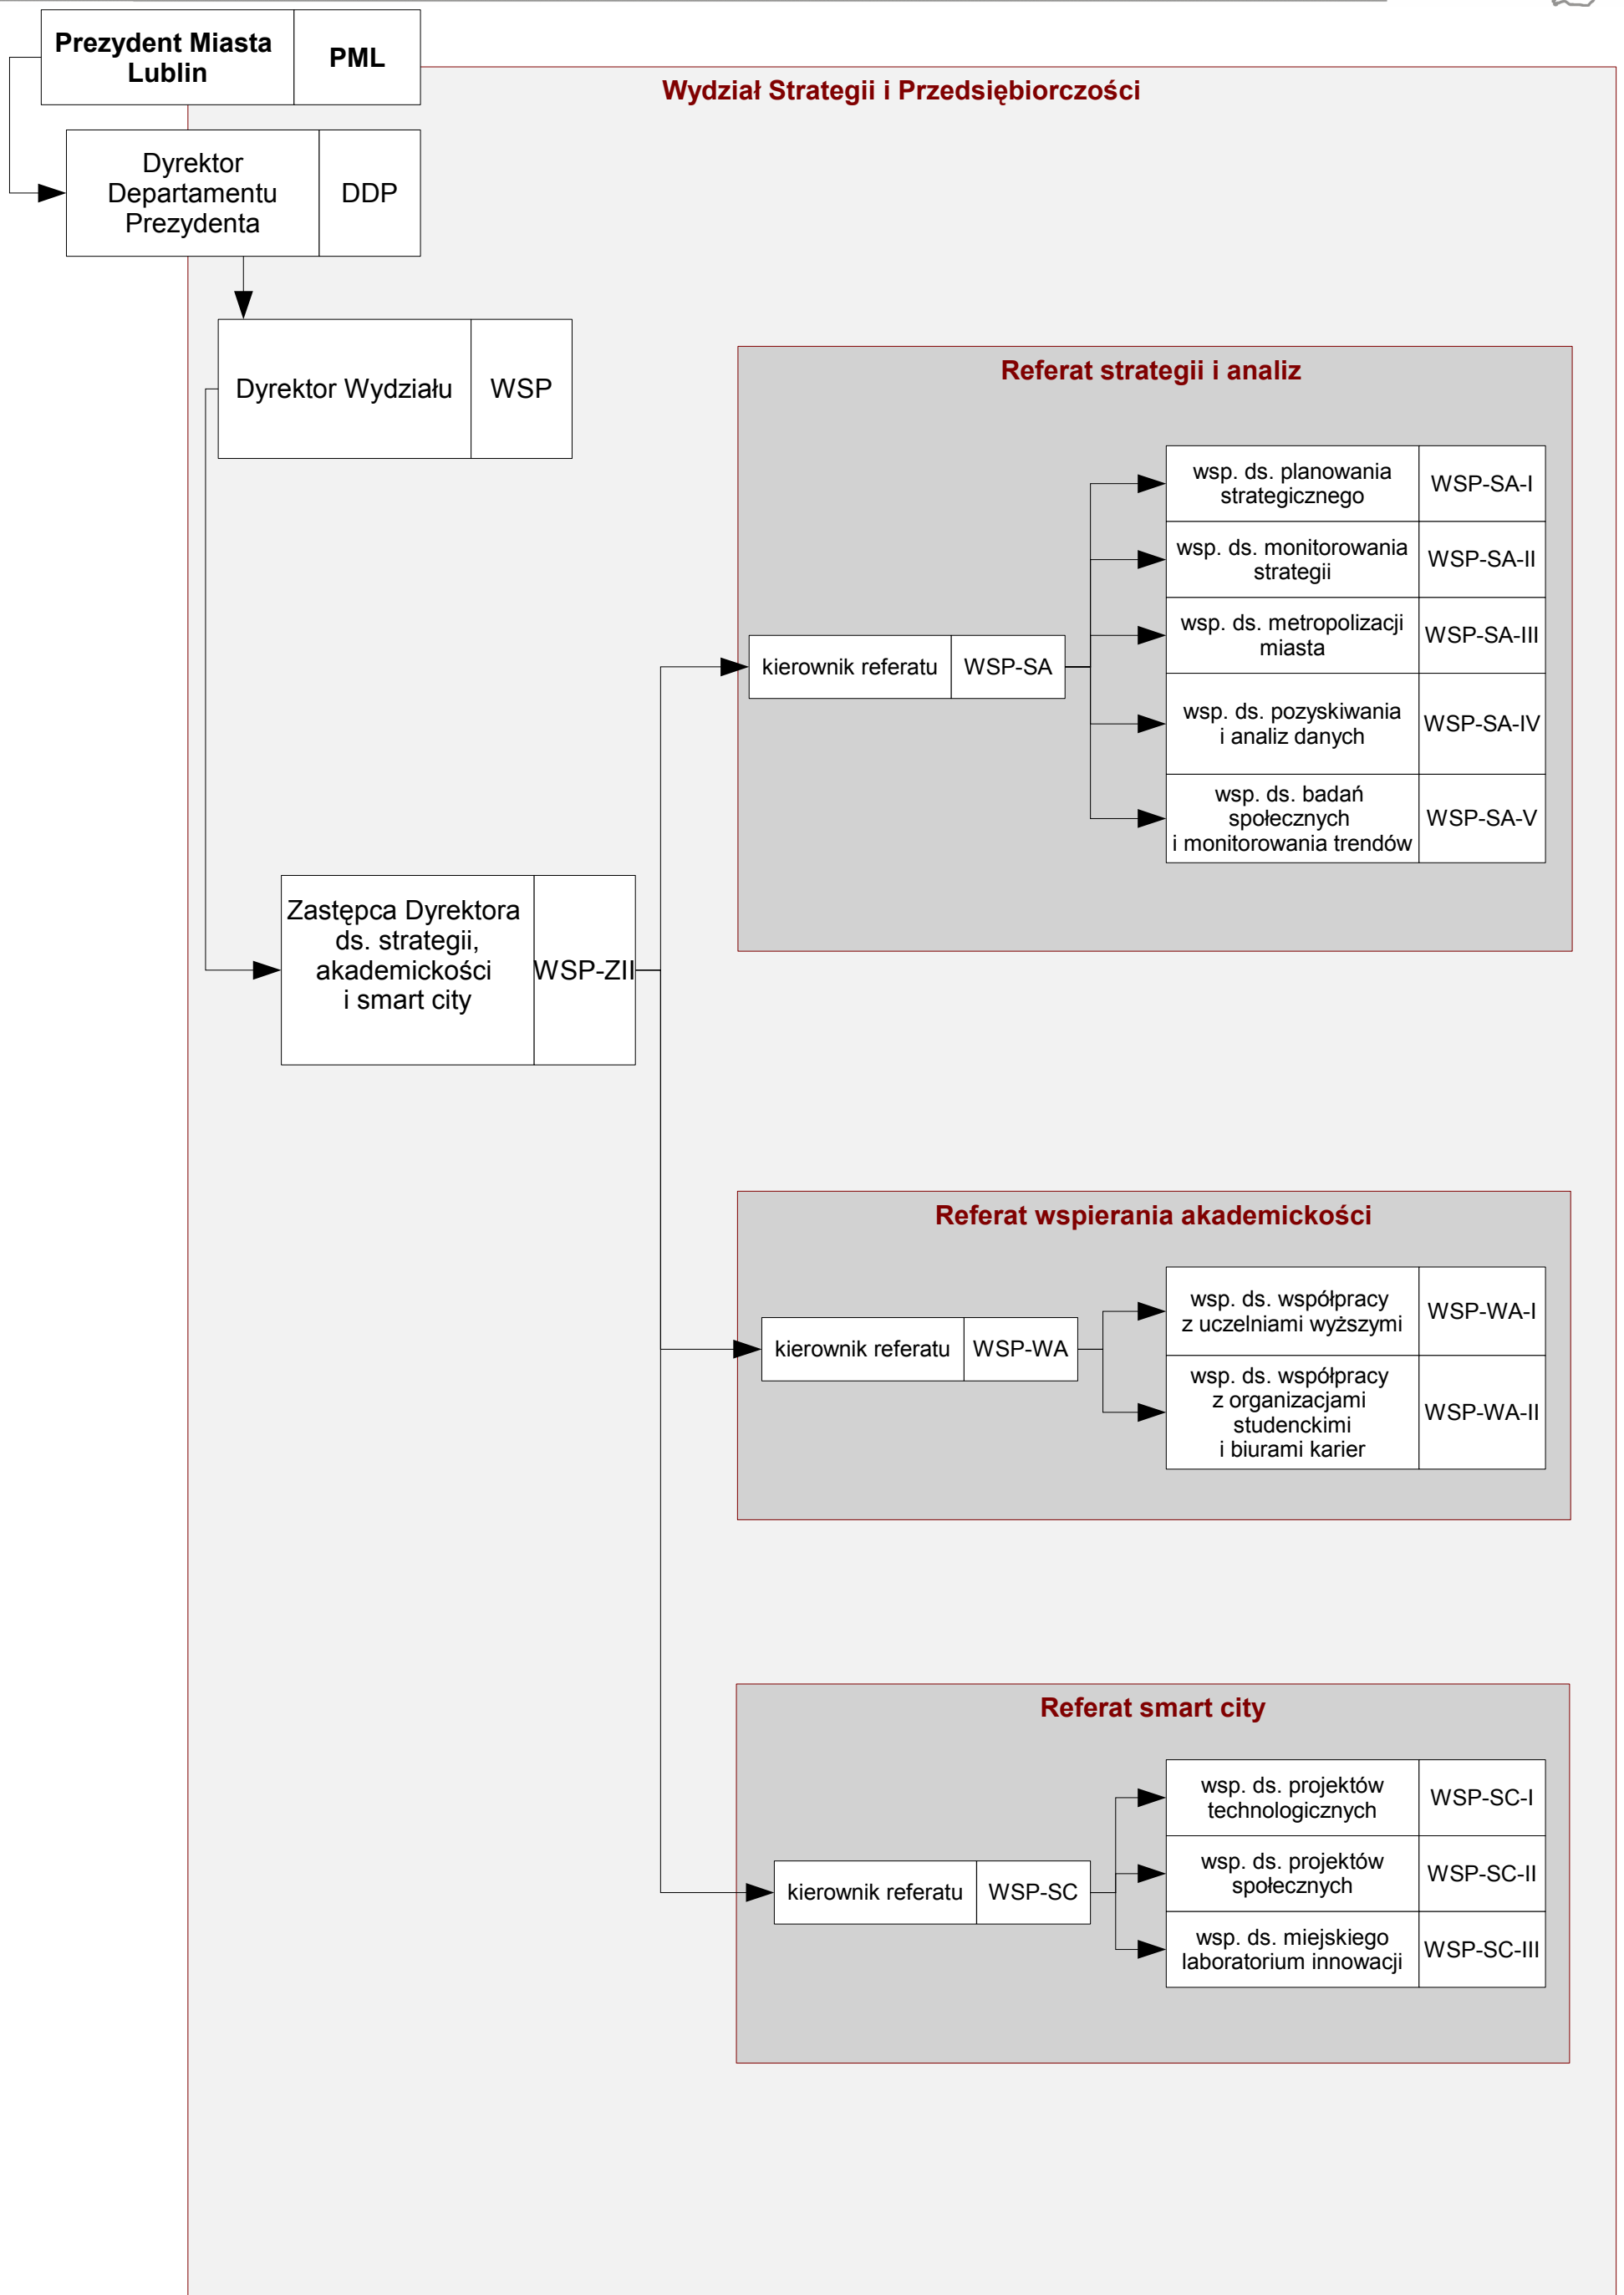 Prezydent Miasta
Lublin
PML
Wydział Strategii i Przedsiębiorczości
Dyrektor
Departamentu
Prezydenta
DDP
Dyrektor Wydziału
WSP
Referat strategii i analiz
wsp. ds. planowania
strategicznego
WSP-SA-I
wsp. ds. monitorowania
strategii
WSP-SA-II
wsp. ds. metropolizacji
miasta
WSP-SA-III
kierownik referatu
WSP-SA
wsp. ds. pozyskiwania
i analiz danych
WSP-SA-IV
wsp. ds. badań
społecznych
i monitorowania trendów
WSP-SA-V
Zastępca Dyrektora
ds. strategii,
akademickości
i smart city
WSP-ZII
Referat wspierania akademickości
wsp. ds. współpracy
z uczelniami wyższymi
WSP-WA-I
kierownik referatu
WSP-WA
wsp. ds. współpracy
z organizacjami
studenckimi
i biurami karier
WSP-WA-II
Referat smart city
wsp. ds. projektów
technologicznych
WSP-SC-I
wsp. ds. projektów
społecznych
WSP-SC-II
kierownik referatu
WSP-SC
wsp. ds. miejskiego
laboratorium innowacji
WSP-SC-III